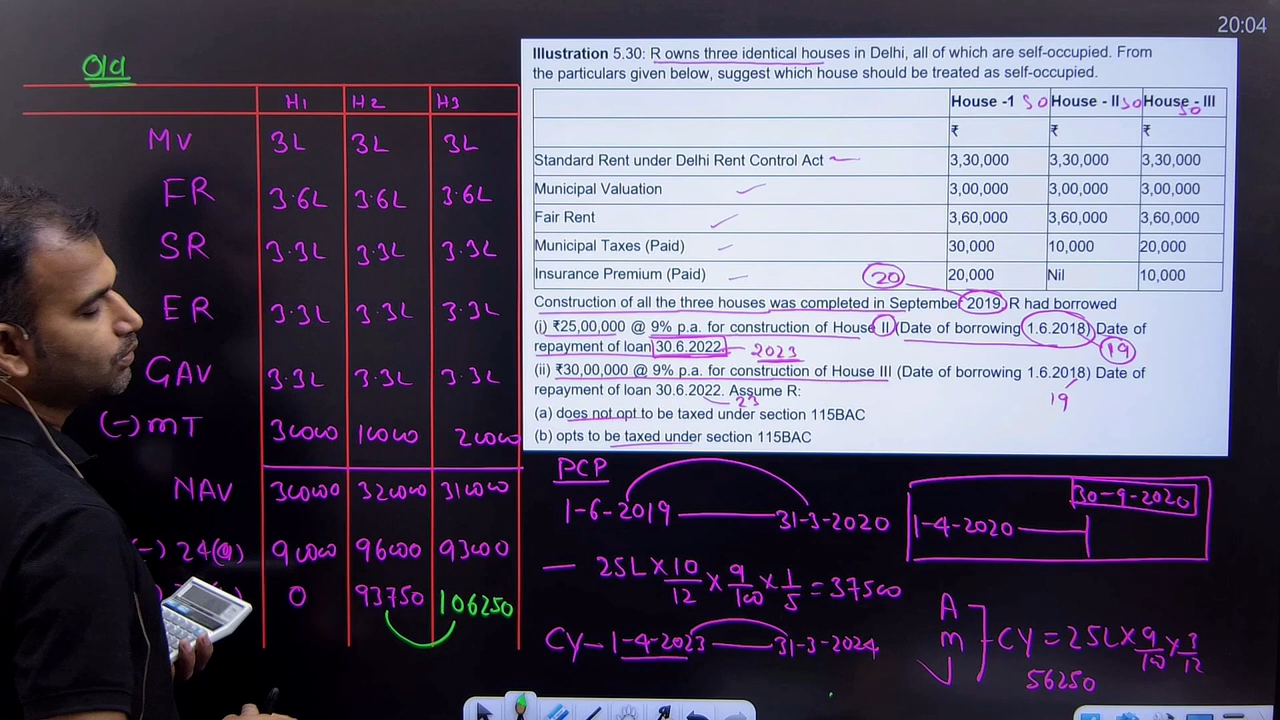 20:04
Old
H1 H2 H3
MV 3L 3L 3L
FR 3.6L 3.6L 3.6L
SR 3.3L 3.3L 3.3L
ER 3.3L 3.3L 3.3L
GAV 3.3L 3.3L 3.3L
(-) MT 30000 10000 20000
NAV 300000 320000 310000
(-) 24(a) 90000 96000 93000
0 93750 106250
Illustration 5.30: R owns three identical houses in Delhi, all of which are self-occupied. From
the particulars given below, suggest which house should be treated as self-occupied.
House -1 SO House - II SO House - III SO
₹ ₹ ₹
Standard Rent under Delhi Rent Control Act 3,30,000 3,30,000 3,30,000
Municipal Valuation 3,00,000 3,00,000 3,00,000
Fair Rent 3,60,000 3,60,000 3,60,000
Municipal Taxes (Paid) 30,000 10,000 20,000
Insurance Premium (Paid) 20,000 Nil 10,000
20
Construction of all the three houses was completed in September 2019. R had borrowed
(i) ₹25,00,000 @ 9% p.a. for construction of House II (Date of borrowing 1.6.2018) Date of
repayment of loan 30.6.2022. 2023 19
(ii) ₹30,00,000 @ 9% p.a. for construction of House III (Date of borrowing 1.6.2018) Date of
repayment of loan 30.6.2022. Assume R:
23 19
(a) does not opt to be taxed under section 115BAC
(b) opts to be taxed under section 115BAC
PCP
1-6-2019 31-3-2020
25L × 10/12 × 9/100 × 1/5 = 37500
CY - 1-4-2023 31-3-2024
30-9-2020
1-4-2020
A
M
J
CY = 25L × 9/100 × 3/12
56250